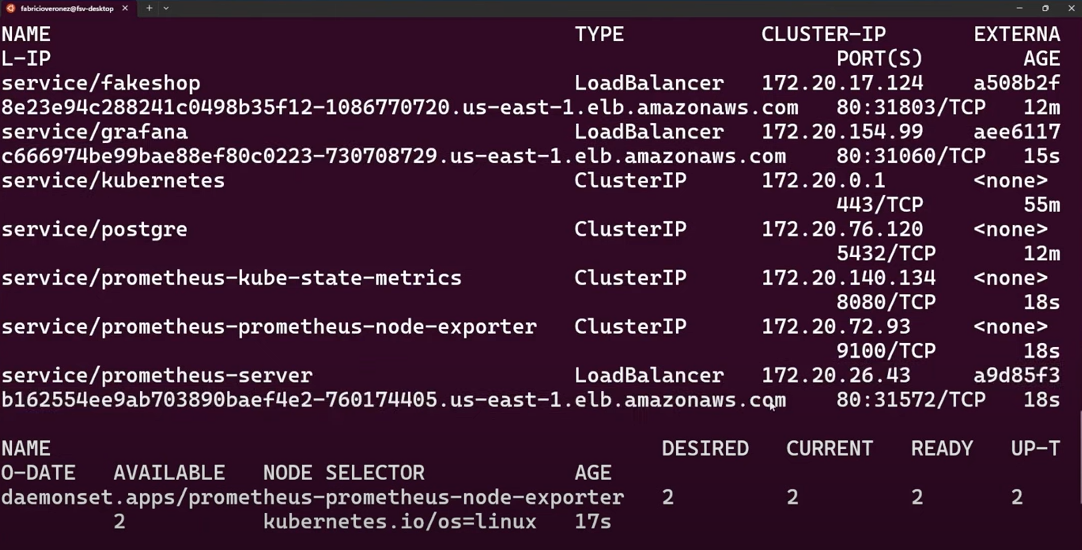 fabricioveronez@fsv-desktop
NAME TYPE CLUSTER-IP EXTERNA
L-IP PORT(S) AGE
service/fakeshop LoadBalancer 172.20.17.124 a508b2f
8e23e94c288241c0498b35f12-1086770720.us-east-1.elb.amazonaws.com 80:31803/TCP 12m
service/grafana LoadBalancer 172.20.154.99 aee6117
c666974be99bae88ef80c0223-730708729.us-east-1.elb.amazonaws.com 80:31060/TCP 15s
service/kubernetes ClusterIP 172.20.0.1 <none>
443/TCP 55m
service/postgre ClusterIP 172.20.76.120 <none>
5432/TCP 12m
service/prometheus-kube-state-metrics ClusterIP 172.20.140.134 <none>
8080/TCP 18s
service/prometheus-prometheus-node-exporter ClusterIP 172.20.72.93 <none>
9100/TCP 18s
service/prometheus-server LoadBalancer 172.20.26.43 a9d85f3
b162554ee9ab703890baef4e2-760174405.us-east-1.elb.amazonaws.com 80:31572/TCP 18s
NAME DESIRED CURRENT READY UP-T
O-DATE AVAILABLE NODE SELECTOR AGE
daemonset.apps/prometheus-prometheus-node-exporter 2 2 2 2
2 kubernetes.io/os=linux 17s